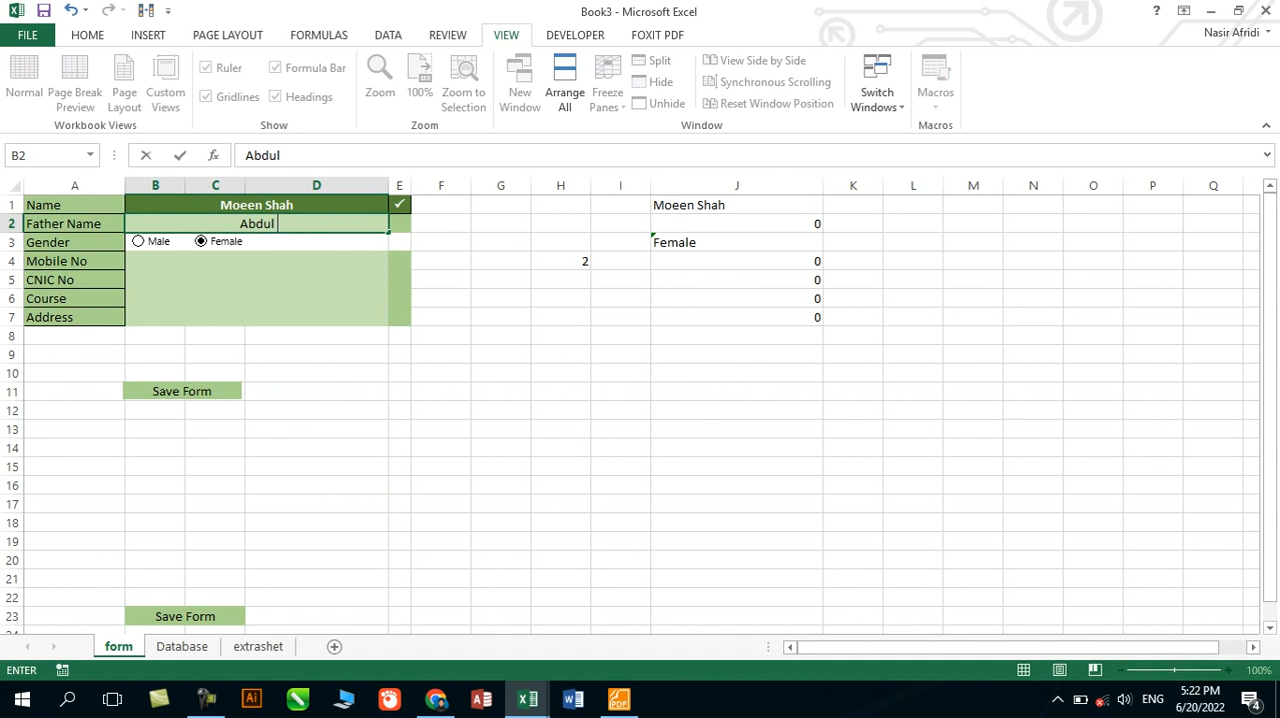 Book3 - Microsoft Excel
?
FILE HOME INSERT PAGE LAYOUT FORMULAS DATA REVIEW VIEW DEVELOPER FOXIT PDF
Nasir Afridi
Normal
Page Break Preview
Page Layout
Custom Views
Workbook Views
Ruler
Formula Bar
Gridlines
Headings
Show
Zoom
100%
Zoom to Selection
Zoom
New Window
Arrange All
Freeze Panes
Split
Hide
Unhide
View Side by Side
Synchronous Scrolling
Reset Window Position
Switch Windows
Window
Macros
Macros
B2
fx
Abdul
A B C D E F G H I J K L M N O P Q
1 Name Moeen Shah ✓ Moeen Shah
2 Father Name Abdul 0
3 Gender Male Female Female
4 Mobile No 2 0
5 CNIC No 0
6 Course 0
7 Address 0
8
9
10
11 Save Form
12
13
14
15
16
17
18
19
20
21
22
23 Save Form
form Database extrashet
ENTER
100%
ENG
5:22 PM
6/20/2022
4